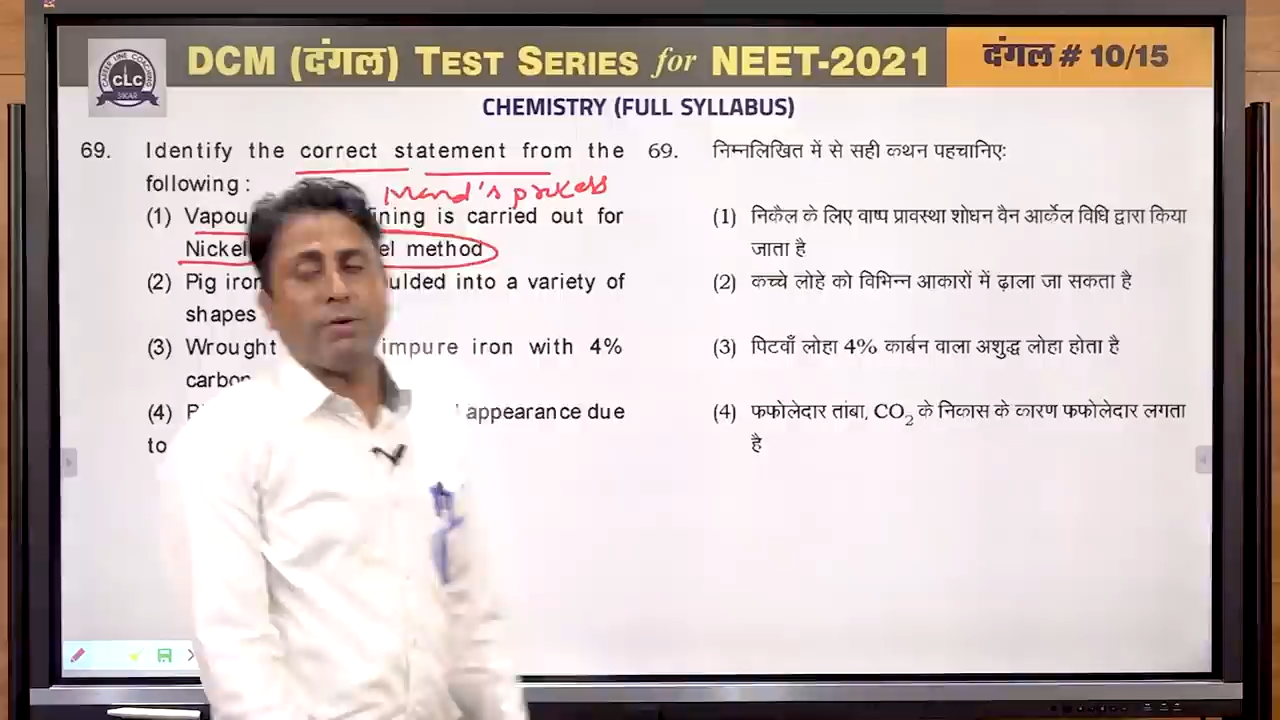 DCM (दंगल) TEST SERIES for NEET-2021
दंगल # 10/15
CAREER LINE COACHING
CLC
SIKAR
CHEMISTRY (FULL SYLLABUS)
69. Identify the correct statement from the
following :
Mond's process
(1) Vapour ining is carried out for
Nickel el method
(2) Pig iron ulded into a variety of
shapes
(3) Wrought impure iron with 4%
carbon
(4) appearance due
to
69. निम्नलिखित में से सही कथन पहचानिए:
(1) निकैल के लिए वाष्प प्रावस्था शोधन वैन आर्केल विधि द्वारा किया
जाता है
(2) कच्चे लोहे को विभिन्न आकारों में ढ़ाला जा सकता है
(3) पिटवाँ लोहा 4% कार्बन वाला अशुद्ध लोहा होता है
(4) फफोलेदार तांबा, CO₂ के निकास के कारण फफोलेदार लगता
है